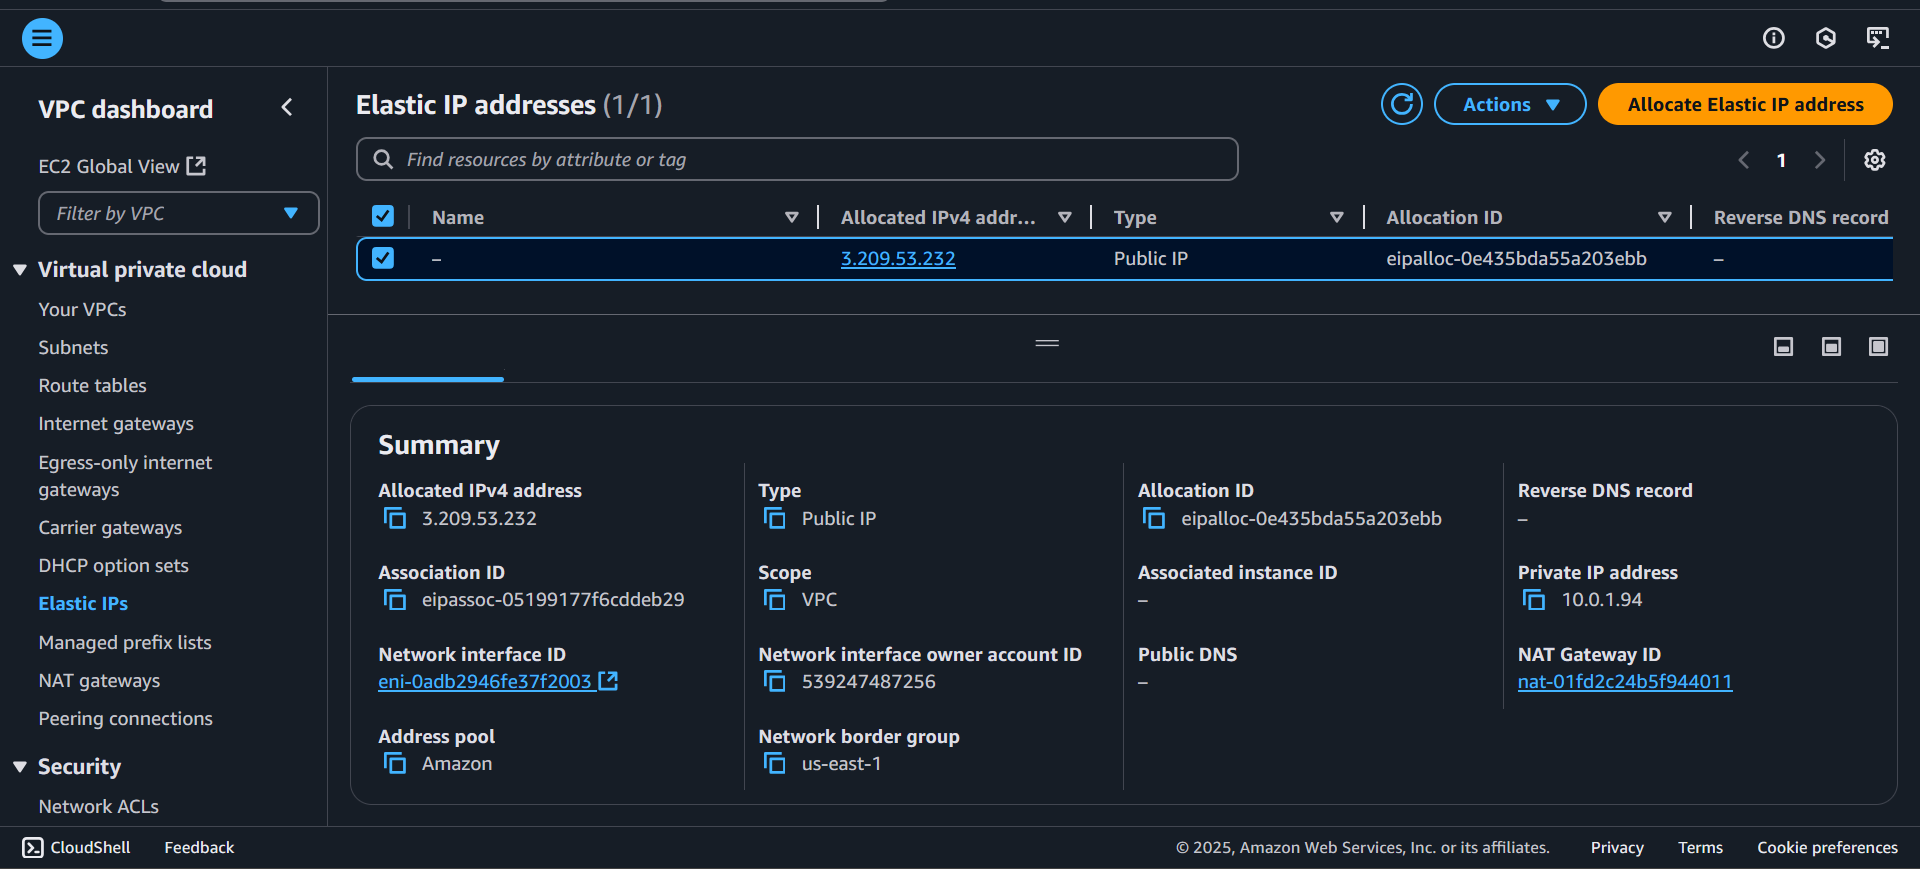 VPC dashboard
EC2 Global View
Filter by VPC
Virtual private cloud
Your VPCs
Subnets
Route tables
Internet gateways
Egress-only internet
gateways
Carrier gateways
DHCP option sets
Elastic IPs
Managed prefix lists
NAT gateways
Peering connections
Security
Network ACLs
Elastic IP addresses (1/1)
Actions
Allocate Elastic IP address
Find resources by attribute or tag
1
Name Allocated IPv4 addr... Type Allocation ID Reverse DNS record
– 3.209.53.232 Public IP eipalloc-0e435bda55a203ebb –
Summary
Allocated IPv4 address
3.209.53.232
Type
Public IP
Allocation ID
eipalloc-0e435bda55a203ebb
Reverse DNS record
–
Association ID
eipassoc-05199177f6cddeb29
Scope
VPC
Associated instance ID
–
Private IP address
10.0.1.94
Network interface ID
eni-0adb2946fe37f2003
Network interface owner account ID
539247487256
Public DNS
–
NAT Gateway ID
nat-01fd2c24b5f944011
Address pool
Amazon
Network border group
us-east-1
CloudShell Feedback © 2025, Amazon Web Services, Inc. or its affiliates. Privacy Terms Cookie preferences